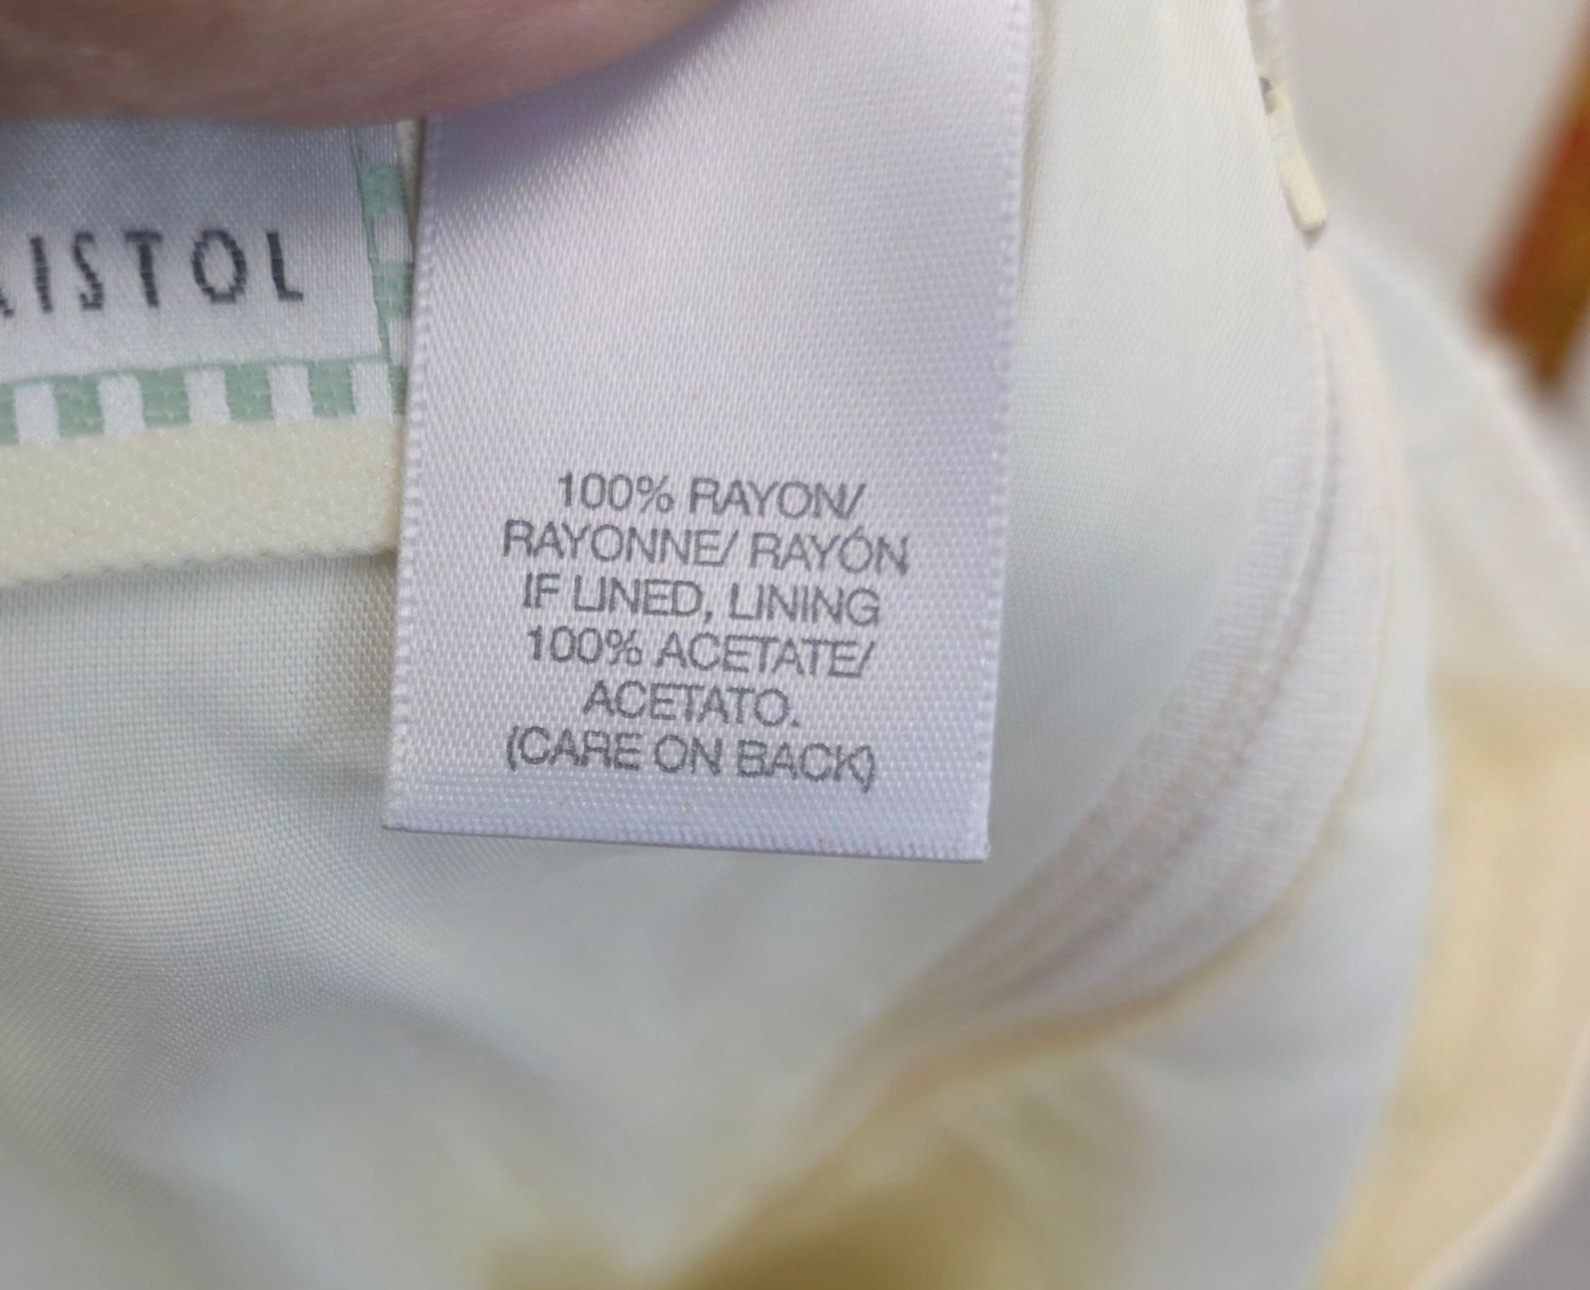 ISTOL
100% RAYON/
RAYONNE/ RAYÓN
IF LINED, LINING
100% ACETATE/
ACETATO.
(CARE ON BACK)